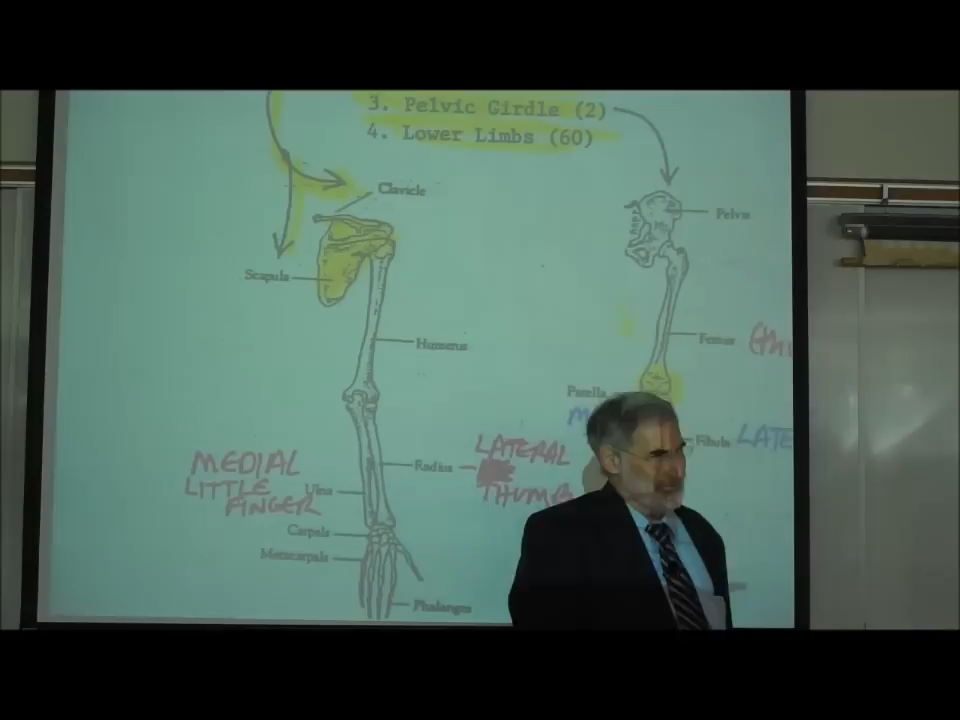 3. Pelvic Girdle (2)
4. Lower Limbs (60)
Clavicle
Pelvis
Scapula
Humerus
Femur
Patella
Fibula
LATE
MEDIAL
LITTLE
FINGER
Ulna
Radius
LATERAL
THUMB
Carpals
Metacarpals
Phalanges